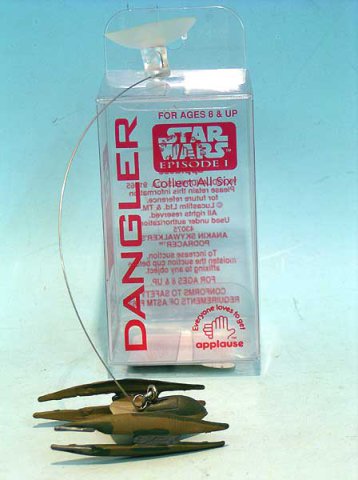 FOR AGES 6 & UP
STAR
WARS
EPISODE I
Collect All Six!
DANGLER
Please retain this information
for future reference.
© Lucasfilm Ltd. & TM
All rights reserved.
Used under authorization
43075
ANAKIN SKYWALKER'S
PODRACER™
To increase suction,
moisten the suction cup before
affixing to any object.
FOR AGES 6 & UP
CONFORMS TO SAFETY
REQUIREMENTS OF ASTM F
Everyone loves to get
applause